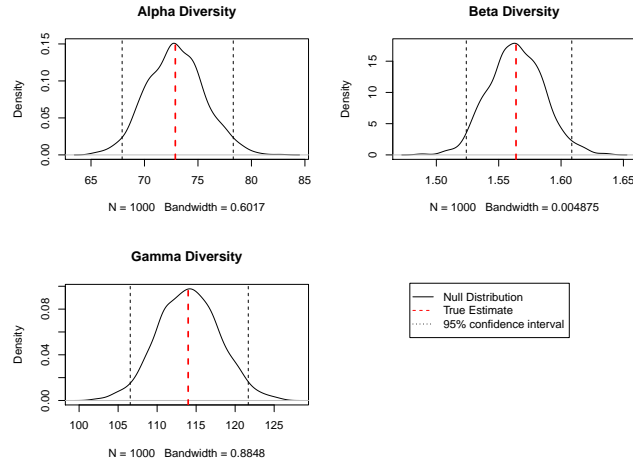 Alpha Diversity
Density
0.00 0.05 0.10 0.15
65 70 75 80 85
N = 1000 Bandwidth = 0.6017
Beta Diversity
Density
0 5 15
1.50 1.55 1.60 1.65
N = 1000 Bandwidth = 0.004875
Gamma Diversity
Density
0.00 0.04 0.08
100 105 110 115 120 125
N = 1000 Bandwidth = 0.8848
Null Distribution
True Estimate
95% confidence interval